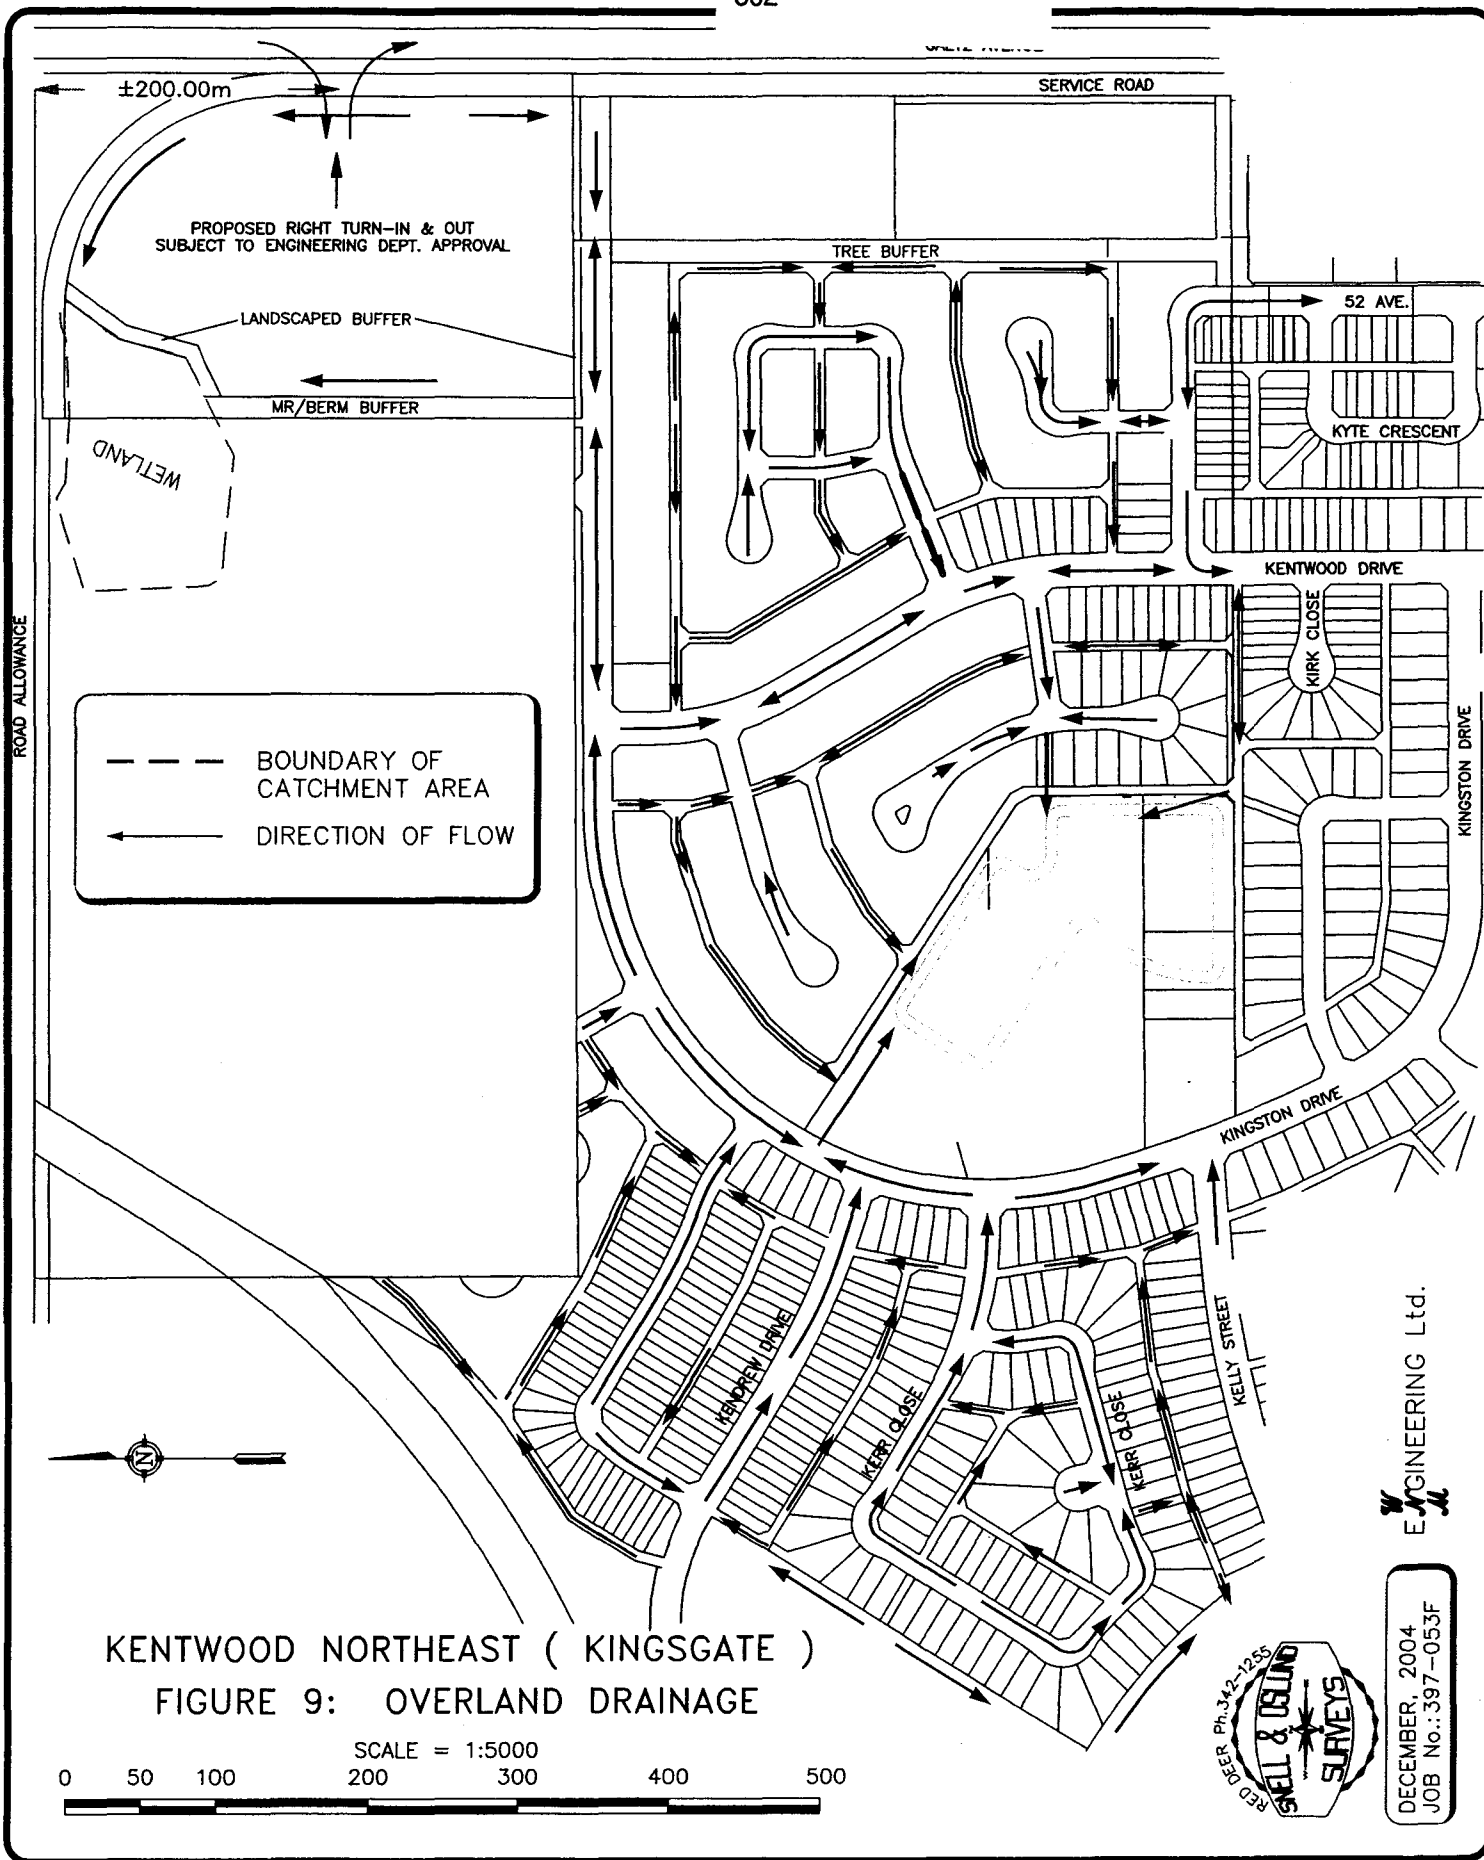 SERVICE ROAD
±200.00m
PROPOSED RIGHT TURN-IN & OUT
SUBJECT TO ENGINEERING DEPT. APPROVAL
TREE BUFFER
52 AVE.
LANDSCAPED BUFFER
MR/BERM BUFFER
KYTE CRESCENT
WETLAND
KENTWOOD DRIVE
KIRK CLOSE
ROAD ALLOWANCE
KINGSTON DRIVE
BOUNDARY OF
CATCHMENT AREA
DIRECTION OF FLOW
KINGSTON DRIVE
KENDREW DRIVE
KERR CLOSE
KERR CLOSE
KELLY STREET
N
ENGINEERING Ltd.
KENTWOOD NORTHEAST ( KINGSGATE )
FIGURE 9: OVERLAND DRAINAGE
SCALE = 1:5000
0 50 100 200 300 400 500
RED DEER Ph.342-1255
SNELL & OSLUND
SURVEYS
DECEMBER, 2004
JOB No.: 397-053F